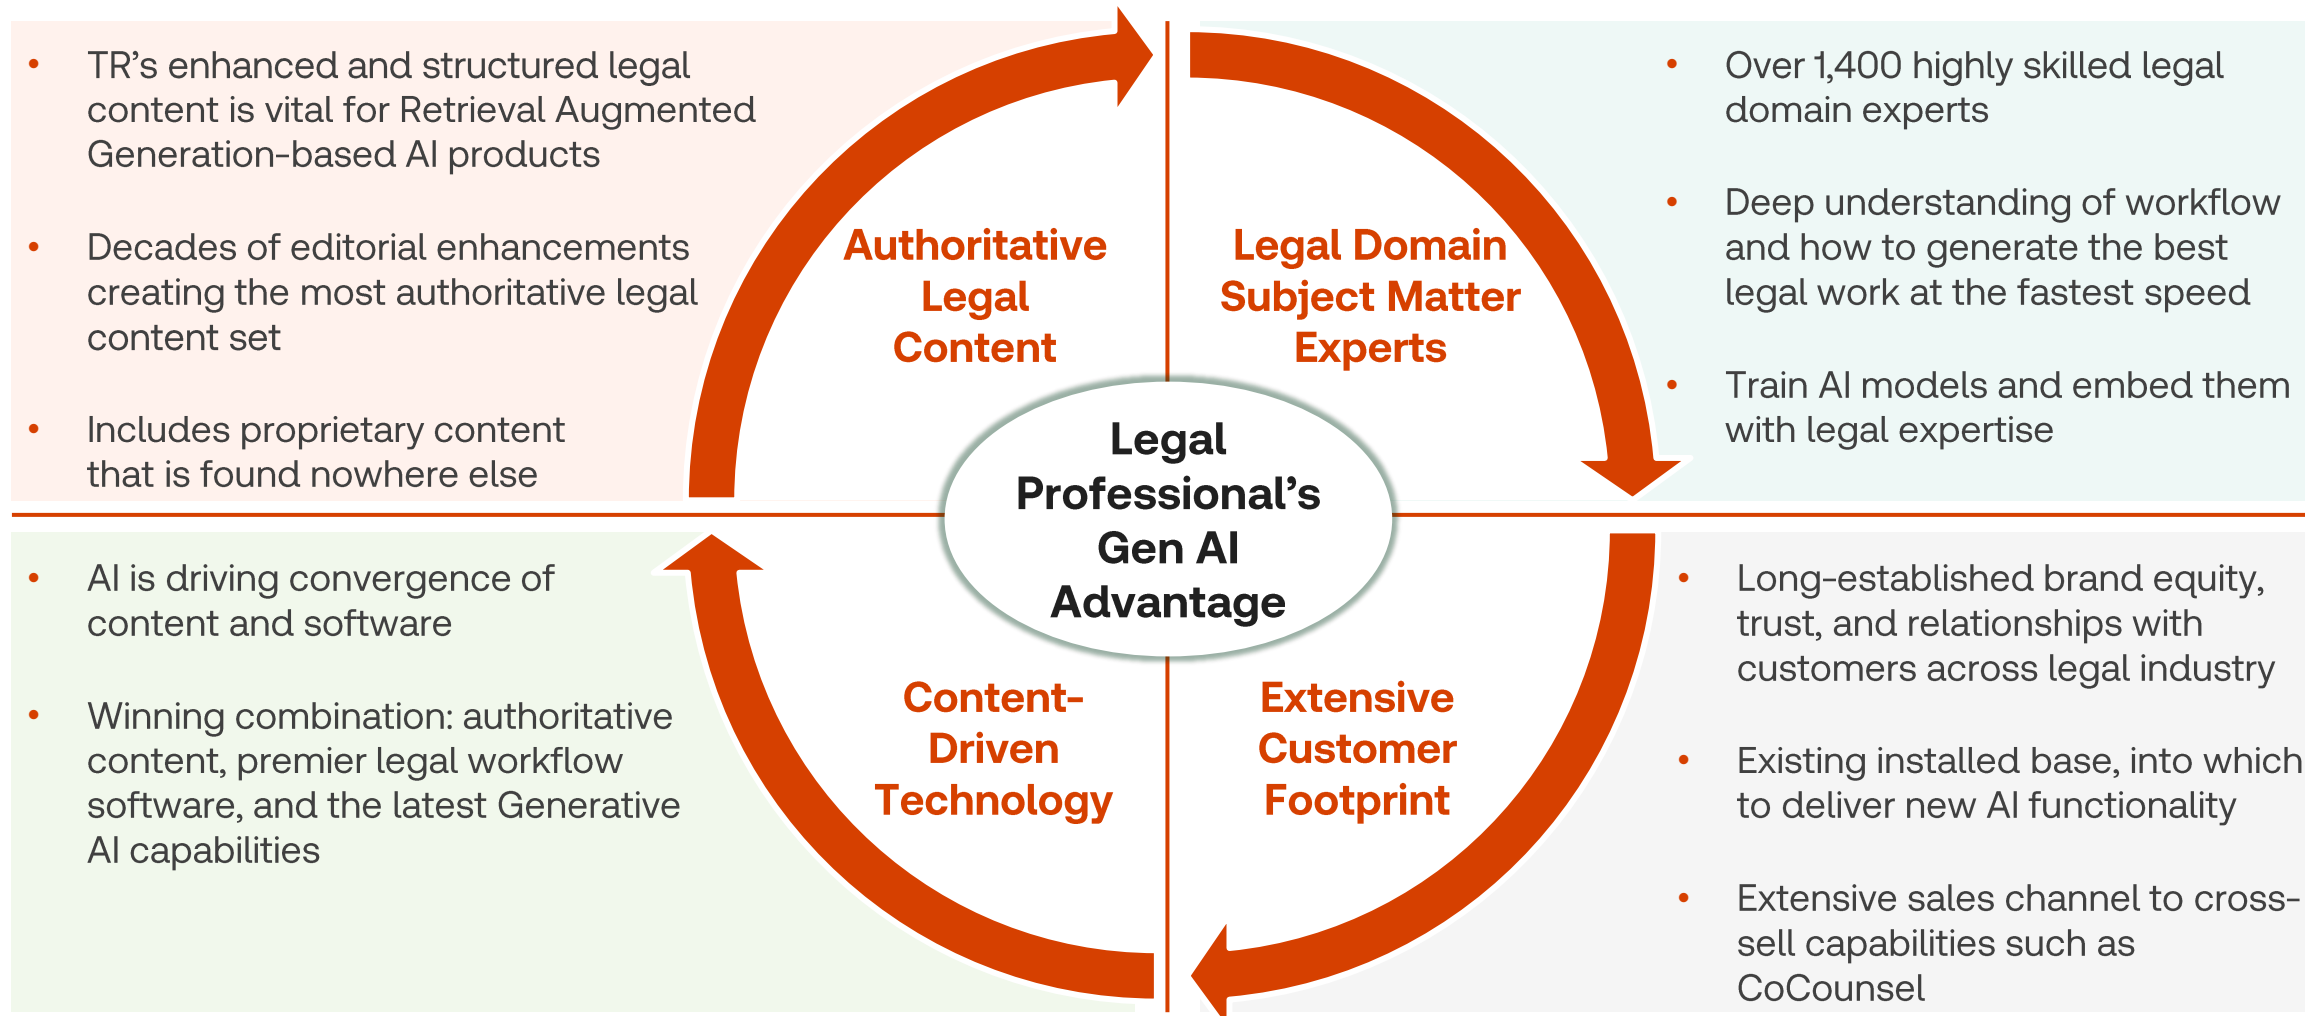 • TR’s enhanced and structured legal
content is vital for Retrieval Augmented
Generation-based AI products
• Decades of editorial enhancements
creating the most authoritative legal
content set
• Includes proprietary content
that is found nowhere else
Authoritative
Legal
Content
Legal Domain
Subject Matter
Experts
• Over 1,400 highly skilled legal
domain experts
• Deep understanding of workflow
and how to generate the best
legal work at the fastest speed
• Train AI models and embed them
with legal expertise
Legal
Professional’s
Gen AI
Advantage
• AI is driving convergence of
content and software
• Winning combination: authoritative
content, premier legal workflow
software, and the latest Generative
AI capabilities
Content-
Driven
Technology
Extensive
Customer
Footprint
• Long-established brand equity,
trust, and relationships with
customers across legal industry
• Existing installed base, into which
to deliver new AI functionality
• Extensive sales channel to cross-
sell capabilities such as
CoCounsel